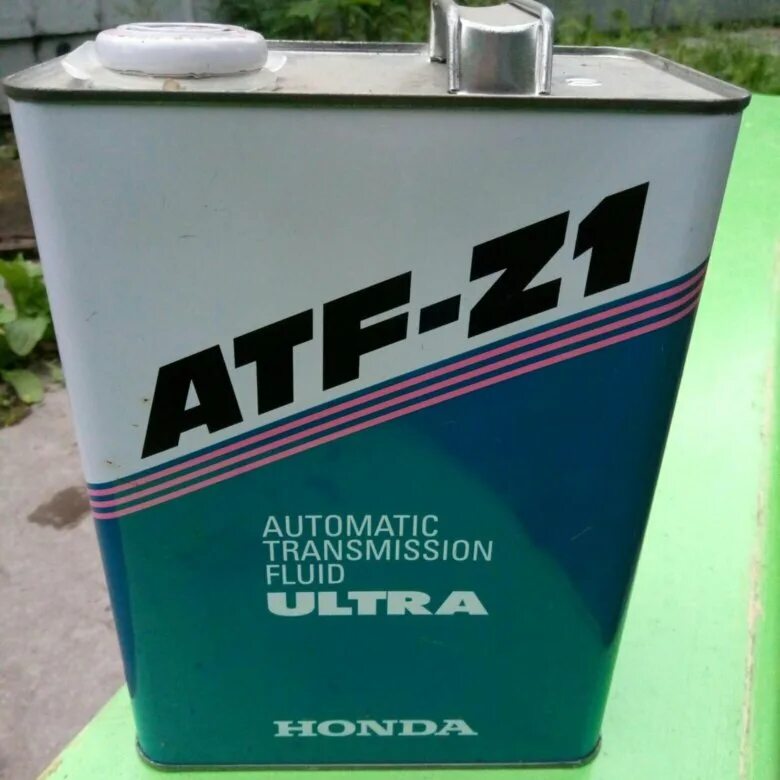 ATF-Z1
AUTOMATIC
TRANSMISSION
FLUID
ULTRA
HONDA